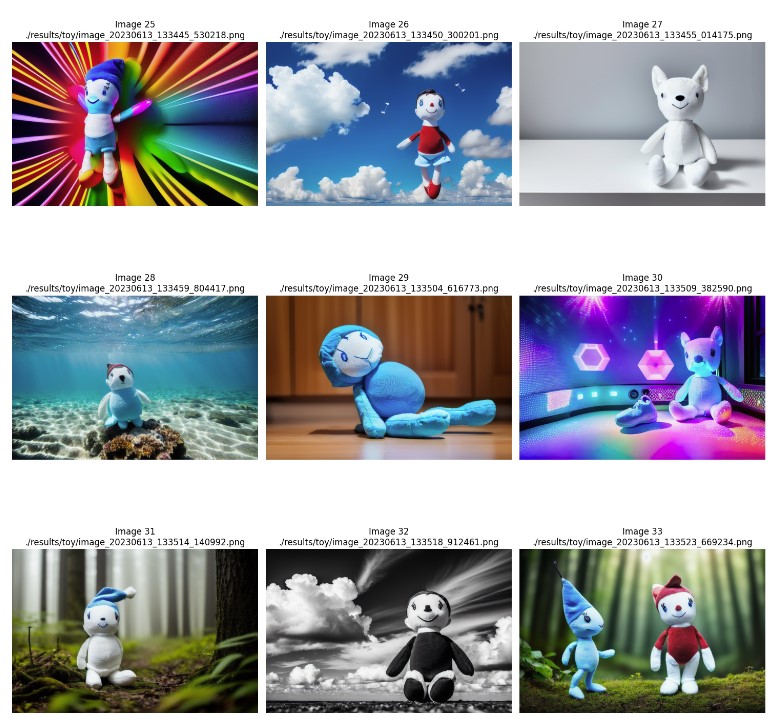 Image 25
./results/toy/image_20230613_133445_530218.png
Image 26
./results/toy/image_20230613_133450_300201.png
Image 27
./results/toy/image_20230613_133455_014175.png
Image 28
./results/toy/image_20230613_133459_804417.png
Image 29
./results/toy/image_20230613_133504_616773.png
Image 30
./results/toy/image_20230613_133509_382590.png
Image 31
./results/toy/image_20230613_133514_140992.png
Image 32
./results/toy/image_20230613_133518_912461.png
Image 33
./results/toy/image_20230613_133523_669234.png